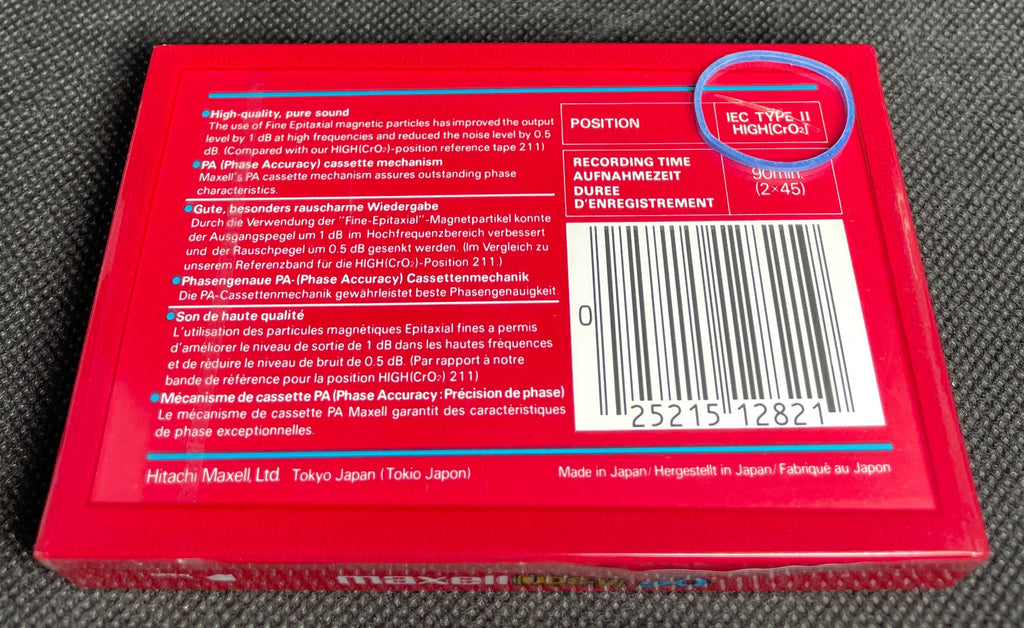 ●High-quality, pure sound
The use of Fine Epitaxial magnetic particles has improved the output
level by 1 dB at high frequencies and reduced the noise level by 0.5
dB. (Compared with our HIGH(CrO₂)-position reference tape 211)
●PA (Phase Accuracy) cassette mechanism
Maxell's PA cassette mechanism assures outstanding phase
characteristics.
●Gute, besonders rauscharme Wiedergabe
Durch die Verwendung der "Fine-Epitaxial"-Magnetpartikel konnte
der Ausgangspegel um 1 dB im Hochfrequenzbereich verbessert
und der Rauschpegel um 0.5 dB gesenkt werden. (Im Vergleich zu
unserem Referenzband für die HIGH(CrO₂)-Position 211.)
●Phasengenaue PA-(Phase Accuracy) Cassettenmechanik
Die PA-Cassettenmechanik gewährleistet beste Phasengenauigkeit.
●Son de haute qualité
L'utilisation des particules magnétiques Epitaxial fines a permis
d'améliorer le niveau de sortie de 1 dB dans les hautes fréquences
et de réduire le niveau de bruit de 0.5 dB. (Par rapport à notre
bande de référence pour la position HIGH(CrO₂) 211)
●Mécanisme de cassette PA (Phase Accuracy: Précision de phase)
Le mécanisme de cassette PA Maxell garantit des caractéristiques
de phase exceptionnelles.
POSITION
IEC TYPE II
HIGH[CrO₂]
RECORDING TIME
AUFNAHMEZEIT
DUREE
D'ENREGISTREMENT
90min.
(2×45)
0 25215 12821
Hitachi Maxell, Ltd. Tokyo Japan (Tokio Japon)
Made in Japan/Hergestellt in Japan/Fabriqué au Japon
maxell 90